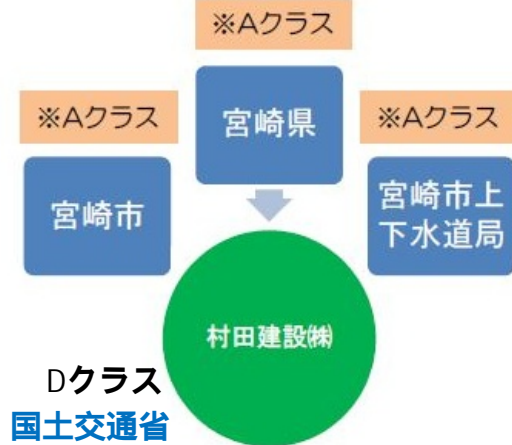 ※Aクラス
宮崎県
※Aクラス
宮崎市
※Aクラス
宮崎市上
下水道局
村田建設㈱
Dクラス
国土交通省